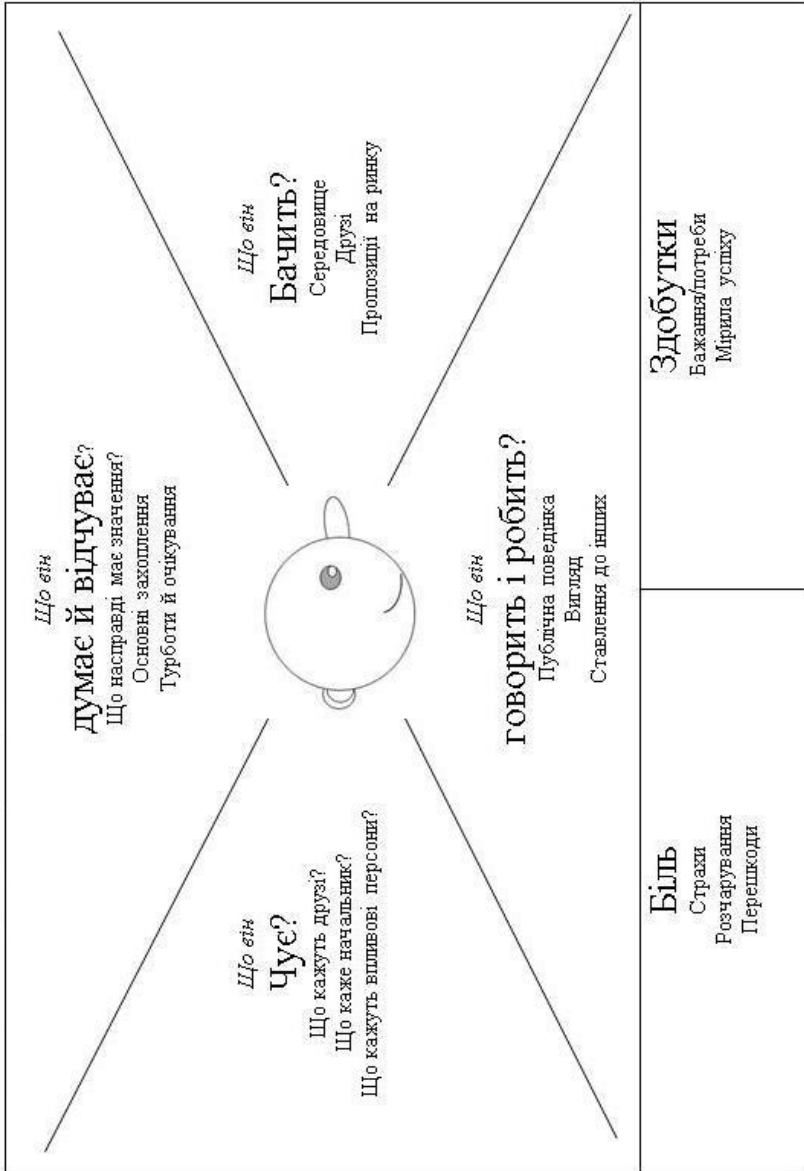 Що він
думає й відчуває?
Що насправді має значення?
Основні захоплення
Турботи й очікування
Що він
Чує?
Що кажуть друзі?
Що каже начальник?
Що кажуть впливові персони?
Що він
Бачить?
Середовище
Друзі
Пропозиції на ринку
Що він
говорить і робить?
Публічна поведінка
Вигляд
Ставлення до інших
Біль
Страхи
Розчарування
Перешкоди
Здобутки
Бажання/потреби
Мірила успіху